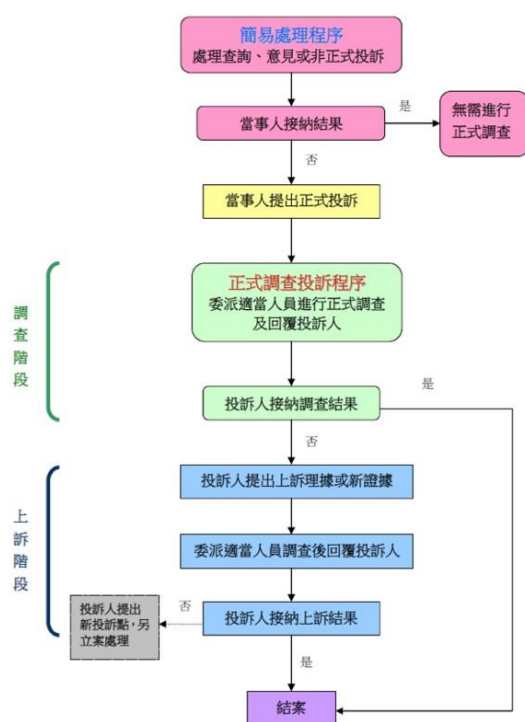 簡易處理程序
處理查詢、意見或非正式投訴
當事人接納結果
是
無需進行
正式調查
否
當事人提出正式投訴
調查階段
正式調查投訴程序
委派適當人員進行正式調查
及回覆投訴人
投訴人接納調查結果
是
否
上訴階段
投訴人提出上訴理據或新證據
委派適當人員調查後回覆投訴人
投訴人接納上訴結果
否
投訴人提出
新投訴點，另
立案處理
是
結案